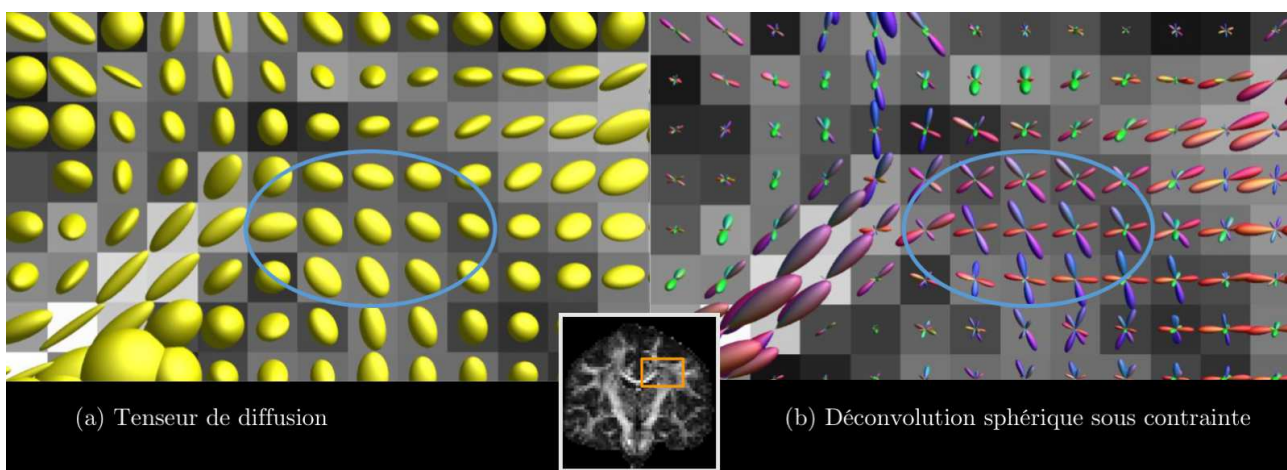 (a) Tenseur de diffusion
(b) Déconvolution sphérique sous contrainte